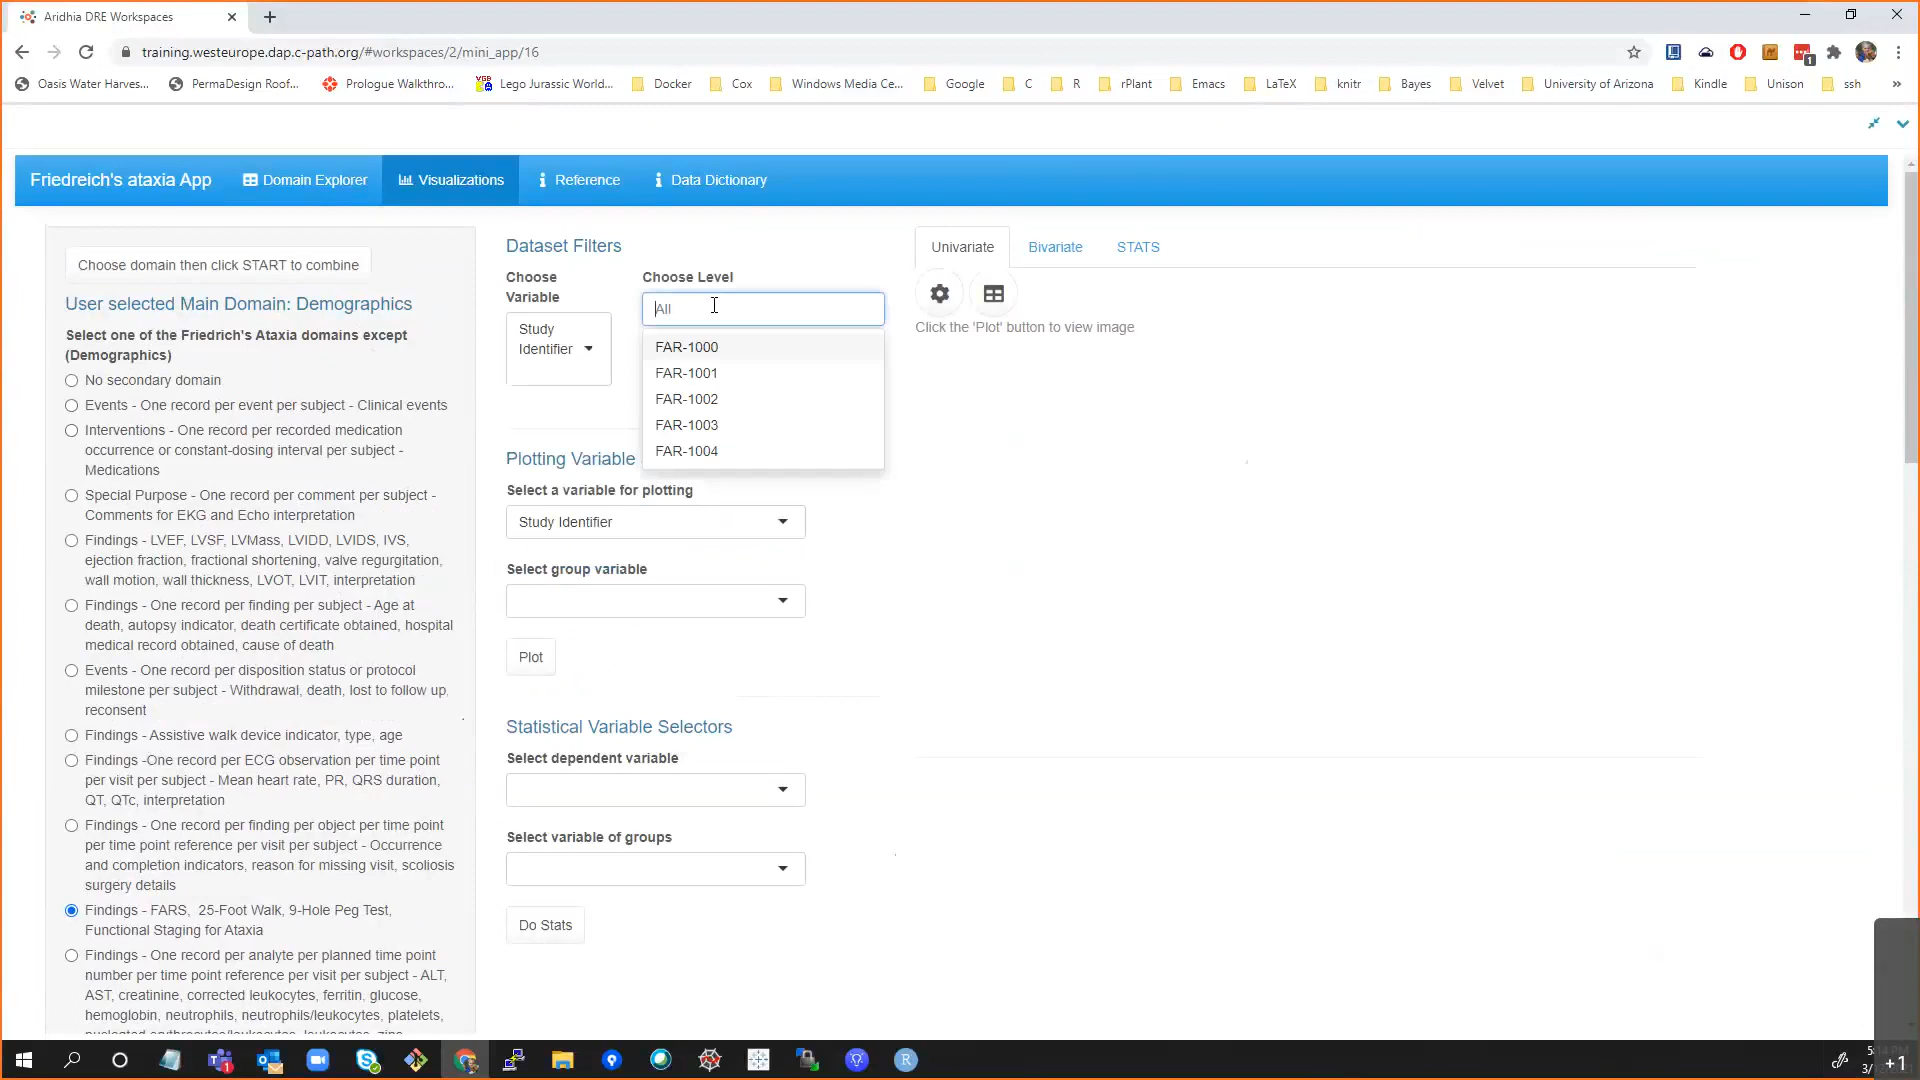 Aridhia DRE Workspaces
training.westeurope.dap.c-path.org/#workspaces/2/mini_app/16
1
Oasis Water Harves...
PermaDesign Roof...
Prologue Walkthro...
Lego Jurassic World...
Docker
Cox
Windows Media Ce...
Google
C
R
rPlant
Emacs
LaTeX
knitr
Bayes
Velvet
University of Arizona
Kindle
Unison
ssh
»
Friedreich's ataxia App
Domain Explorer
Visualizations
Reference
Data Dictionary
Choose domain then click START to combine
User selected Main Domain: Demographics
Select one of the Friedrich's Ataxia domains except
(Demographics)
No secondary domain
Events - One record per event per subject - Clinical events
Interventions - One record per recorded medication
occurrence or constant-dosing interval per subject -
Medications
Special Purpose - One record per comment per subject -
Comments for EKG and Echo interpretation
Findings - LVEF, LVSF, LVMass, LVIDD, LVIDS, IVS,
ejection fraction, fractional shortening, valve regurgitation,
wall motion, wall thickness, LVOT, LVIT, interpretation
Findings - One record per finding per subject - Age at
death, autopsy indicator, death certificate obtained, hospital
medical record obtained, cause of death
Events - One record per disposition status or protocol
milestone per subject - Withdrawal, death, lost to follow up,
reconsent
Findings - Assistive walk device indicator, type, age
Findings -One record per ECG observation per time point
per visit per subject - Mean heart rate, PR, QRS duration,
QT, QTc, interpretation
Findings - One record per finding per object per time point
per time point reference per visit per subject - Occurrence
and completion indicators, reason for missing visit, scoliosis
surgery details
Findings - FARS, 25-Foot Walk, 9-Hole Peg Test,
Functional Staging for Ataxia
Findings - One record per analyte per planned time point
number per time point reference per visit per subject - ALT,
AST, creatinine, corrected leukocytes, ferritin, glucose,
hemoglobin, neutrophils, neutrophils/leukocytes, platelets,
Dataset Filters
Choose
Variable
Study
Identifier
Choose Level
All
FAR-1000
FAR-1001
FAR-1002
FAR-1003
FAR-1004
Plotting Variable
Select a variable for plotting
Study Identifier
Select group variable
Plot
Statistical Variable Selectors
Select dependent variable
Select variable of groups
Do Stats
Univariate
Bivariate
STATS
Click the 'Plot' button to view image
+1